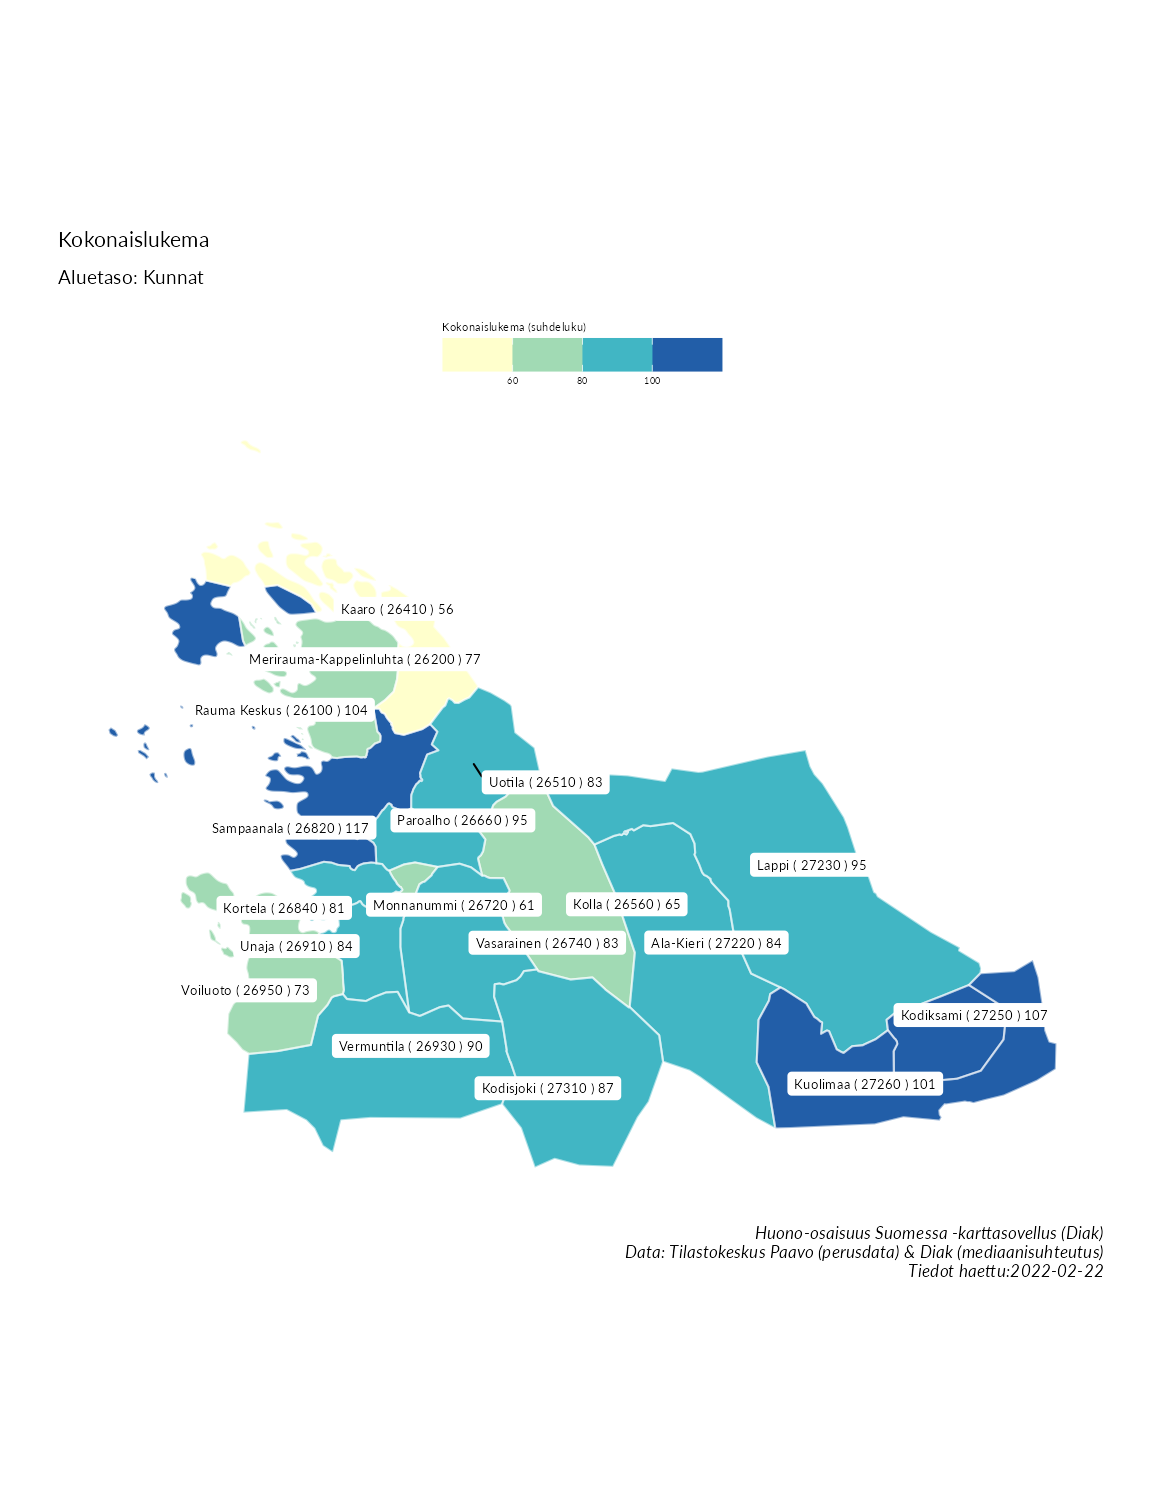 Kokonaislukema
Aluetaso: Kunnat
Kokonaislukema (suhdeluku)
60 80 100
Kaaro ( 26410 ) 56
Merirauma-Kappelinluhta ( 26200 ) 77
Rauma Keskus ( 26100 ) 104
Uotila ( 26510 ) 83
Paroalho ( 26660 ) 95
Sampaanala ( 26820 ) 117
Lappi ( 27230 ) 95
Kortela ( 26840 ) 81
Monnanummi ( 26720 ) 61
Kolla ( 26560 ) 65
Unaja ( 26910 ) 84
Vasarainen ( 26740 ) 83
Ala-Kieri ( 27220 ) 84
Voiluoto ( 26950 ) 73
Kodiksami ( 27250 ) 107
Vermuntila ( 26930 ) 90
Kuolimaa ( 27260 ) 101
Kodisjoki ( 27310 ) 87
Huono-osaisuus Suomessa -karttasovellus (Diak)
Data: Tilastokeskus Paavo (perusdata) & Diak (mediaanisuhteutus)
Tiedot haettu:2022-02-22